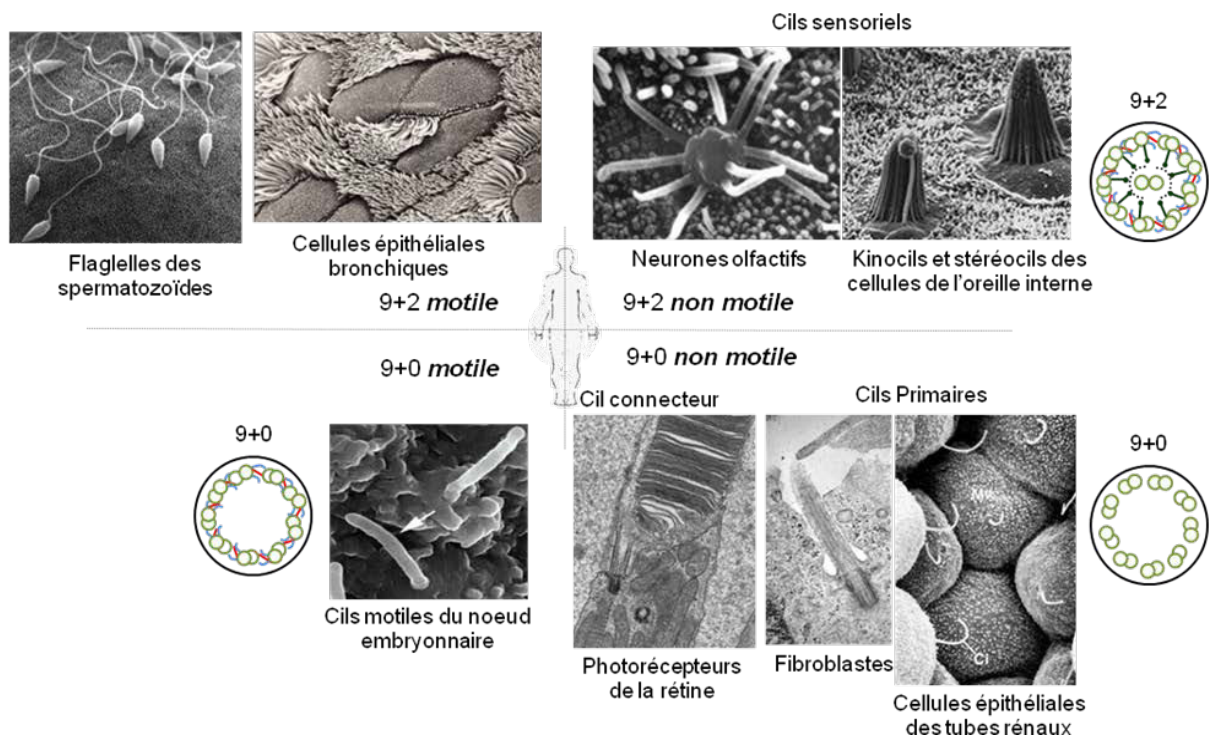 Cils sensoriels
9+2
Flaglelles des
spermatozoïdes
Cellules épithéliales
bronchiques
Neurones olfactifs
Kinocils et stéréocils des
cellules de l'oreille interne
9+2 motile
9+2 non motile
9+0 motile
9+0 non motile
Cil connecteur
Cils Primaires
9+0
9+0
Mv
Cl
Cils motiles du noeud
embryonnaire
Photorécepteurs
de la rétine
Fibroblastes
Cellules épithéliales
des tubes rénaux